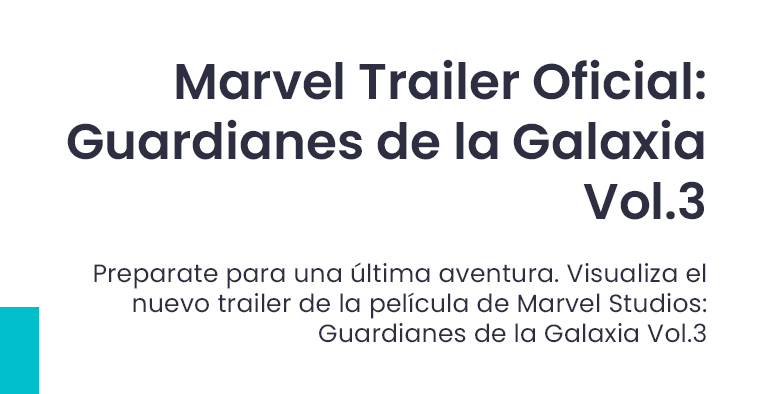 Marvel Trailer Oficial:
Guardianes de la Galaxia
Vol.3
Preparate para una última aventura. Visualiza el
nuevo trailer de la película de Marvel Studios:
Guardianes de la Galaxia Vol.3